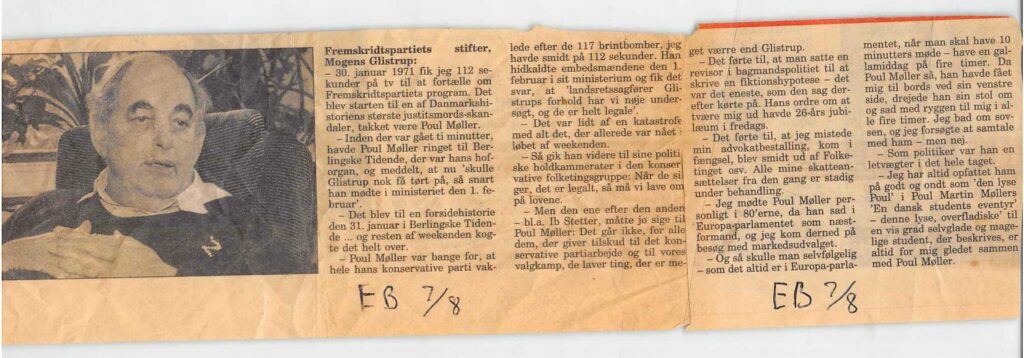 Fremskridtspartiets stifter,
Mogens Glistrup:
– 30. januar 1971 fik jeg 112 se-
kunder på tv til at fortælle om
Fremskridtspartiets program. Det
blev starten til en af Danmarkshi-
storiens største justitsmords-skan-
daler, takket være Poul Møller.
– Inden der var gået ti minutter,
havde Poul Møller ringet til
Berlingske Tidende, der var hans hof-
organ, og meddelt, at nu 'skulle
Glistrup nok få tørt på, så snart
han mødte i ministeriet den 1. fe-
bruar'.
– Det blev til en forsidehistorie
den 31. januar i Berlingske Tiden-
de ... og resten af weekenden kog-
te det helt over.
– Poul Møller var bange for, at
hele hans konservative parti vak-
lede efter de 117 brintbomber, jeg
havde smidt på 112 sekunder. Han
hidkaldte embedsmændene den 1.
februar i sit ministerium og fik det
svar, at 'landsretssagfører Gli-
strups forhold har vi nøje under-
søgt, og de er helt legale'.
– Det var lidt af en katastrofe
med alt det, der allerede var nået i
løbet af weekenden.
– Så gik han videre til sine politi-
ske holdkammerater i den konser-
vative folketingsgruppe: Når de si-
ger, det er legalt, så må vi lave om
på lovene.
– Men den ene efter den anden
– bl.a. Ib Stetter, måtte jo sige til
Poul Møller: Det går ikke, for alle
dem, der giver tilskud til det kon-
servative partiarbejde og til vores
valgkamp, de laver ting, der er me-
get værre end Glistrup.
– Det førte til, at man satte en
revisor i bagmandspolitiet til at
skrive en fiktionshypotese – det
var det eneste, som den sag der-
efter kørte på. Hans ordre om at
være mig ud havde 26-års jubi-
læum i fredags.
– Det førte til, at jeg mistede
min advokatbestalling, kom i
fængsel, blev smidt ud af Folke-
tinget osv. Alle mine skattean-
sættelser fra den gang er stadig
under behandling.
– Jeg mødte Poul Møller per-
sonligt i 80'erne, da han sad i
Europa-parlamentet som næst-
formand, og jeg kom derned på
besøg med markedsudvalget.
– Og så skulle man selvfølgelig
– som det altid er i Europa-parla-
mentet, når man skal have 10
minutters møde – have en gal-
lamiddag på fire timer. Da
Poul Møller så, han havde fået
mig til bords ved sin venstre
side, drejede han sin stol om
og sad med ryggen til mig i al-
le fire timer. Jeg bad om sov-
sen, og jeg forsøgte at samtale
med ham – men nej.
– Som politiker var han en
letvægter i det hele taget.
– Jeg har altid opfattet ham
på godt og ondt som 'den lyse
Poul' i Poul Martin Møllers
'En dansk students eventyr'
– denne lyse, overfladiske' til
en vis grad selvglade og mage-
lige student, der beskrives, er
altid for mig gledet sammen
med Poul Møller.
EB 7/8
EB 7/8